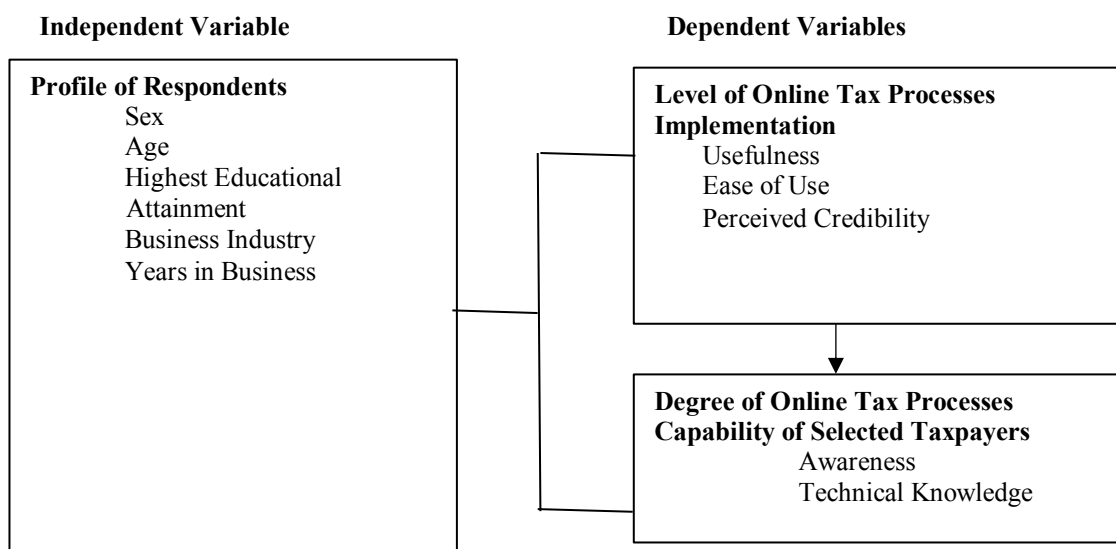 Independent Variable
Profile of Respondents
Sex
Age
Highest Educational
Attainment
Business Industry
Years in Business
Dependent Variables
Level of Online Tax Processes
Implementation
Usefulness
Ease of Use
Perceived Credibility
Degree of Online Tax Processes
Capability of Selected Taxpayers
Awareness
Technical Knowledge